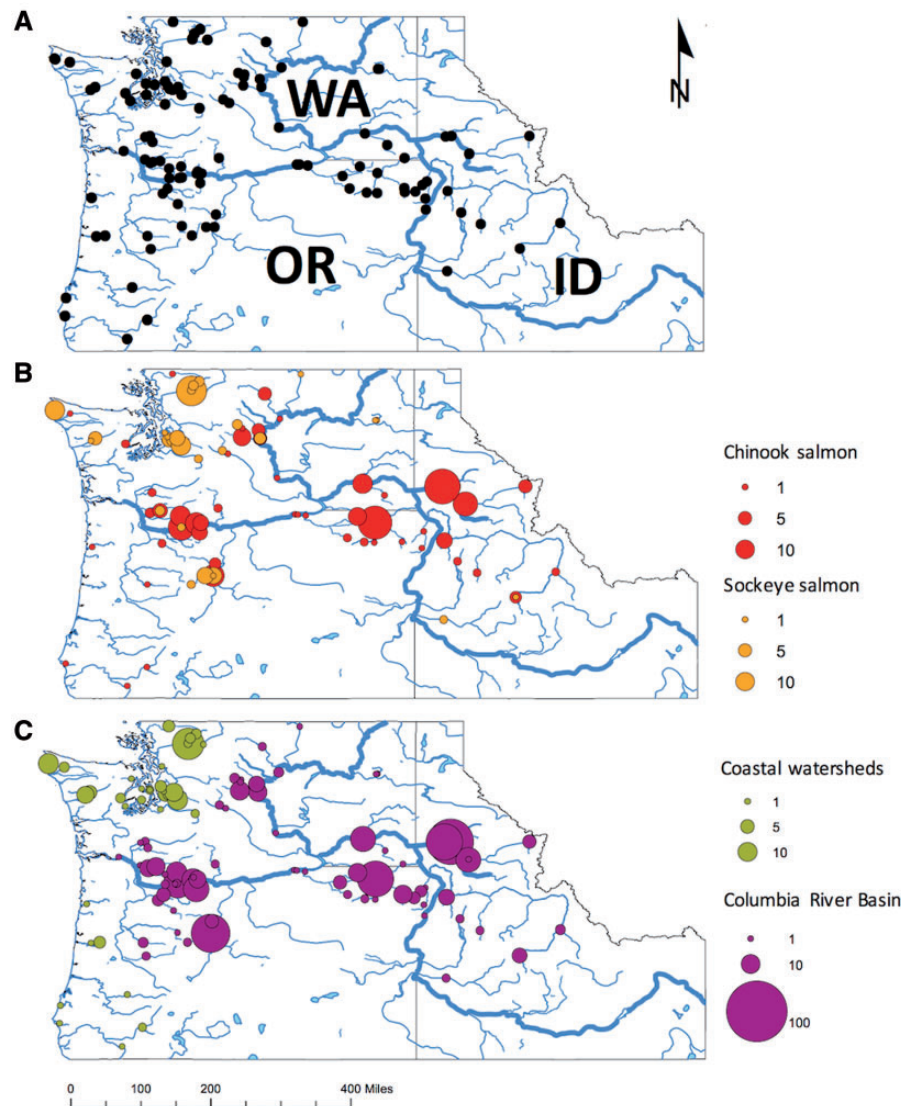 A
N
WA
OR
ID
B
Chinook salmon
1
5
10
Sockeye salmon
1
5
10
C
Coastal watersheds
1
5
10
Columbia River Basin
1
10
100
0 100 200 400 Miles